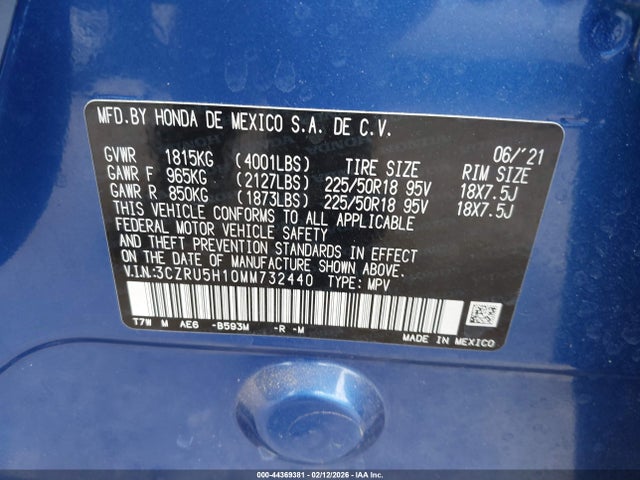 MFD.BY HONDA DE MEXICO S.A. DE C.V.
06/'21
GVWR 1815KG (4001LBS) TIRE SIZE RIM SIZE
GAWR F 965KG (2127LBS) 225/50R18 95V 18X7.5J
GAWR R 850KG (1873LBS) 225/50R18 95V 18X7.5J
THIS VEHICLE CONFORMS TO ALL APPLICABLE
FEDERAL MOTOR VEHICLE SAFETY
AND THEFT PREVENTION STANDARDS IN EFFECT
ON THE DATE OF MANUFACTURE SHOWN ABOVE.
V.I.N:3CZRU5H10MM732440 TYPE: MPV
T7W M AE6 -B593M -R -M
MADE IN MEXICO
000-44369381 | 02/12/2026 - IAA Corp.